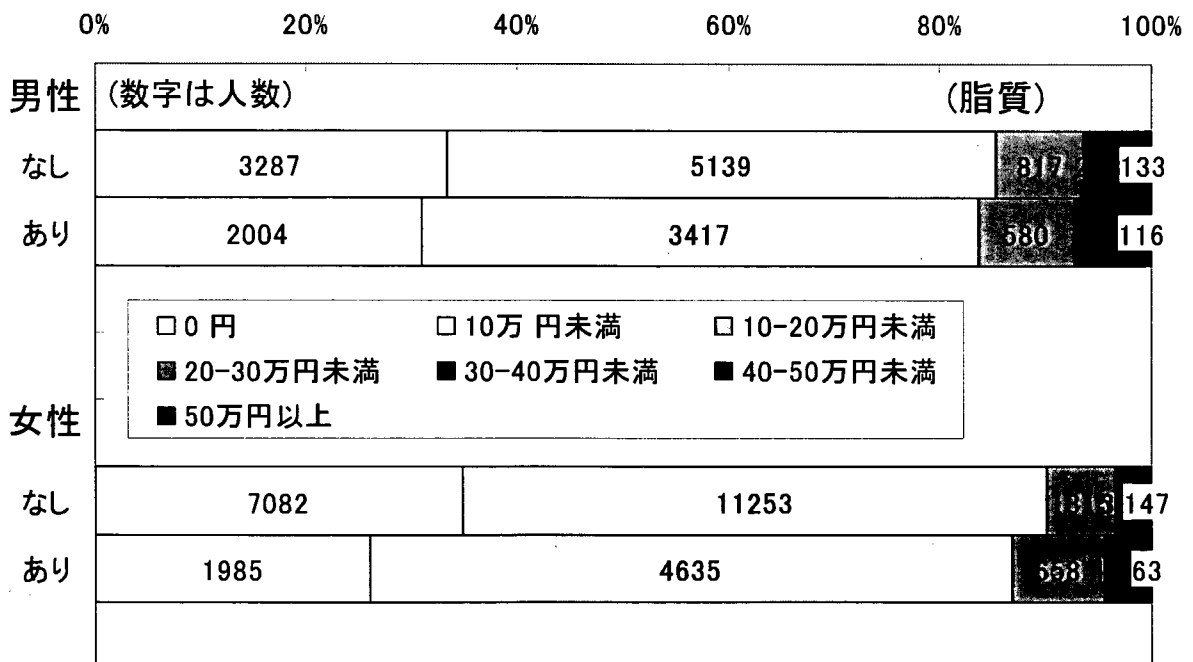 0% 20% 40% 60% 80% 100%
男性 (数字は人数) (脂質)
なし 3287 5139 817 133
あり 2004 3417 580 116
□0 円 □10万 円未満 □10-20万円未満
■20-30万円未満 ■30-40万円未満 ■40-50万円未満
■50万円以上
女性
なし 7082 11253 147
あり 1985 4635 558 63